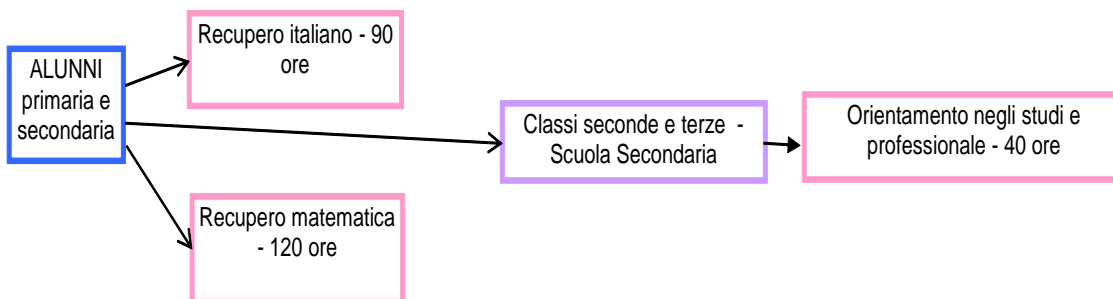 Recupero italiano - 90
ore
ALUNNI
primaria e
secondaria
Classi seconde e terze -
Scuola Secondaria
Orientamento negli studi e
professionale - 40 ore
Recupero matematica
- 120 ore